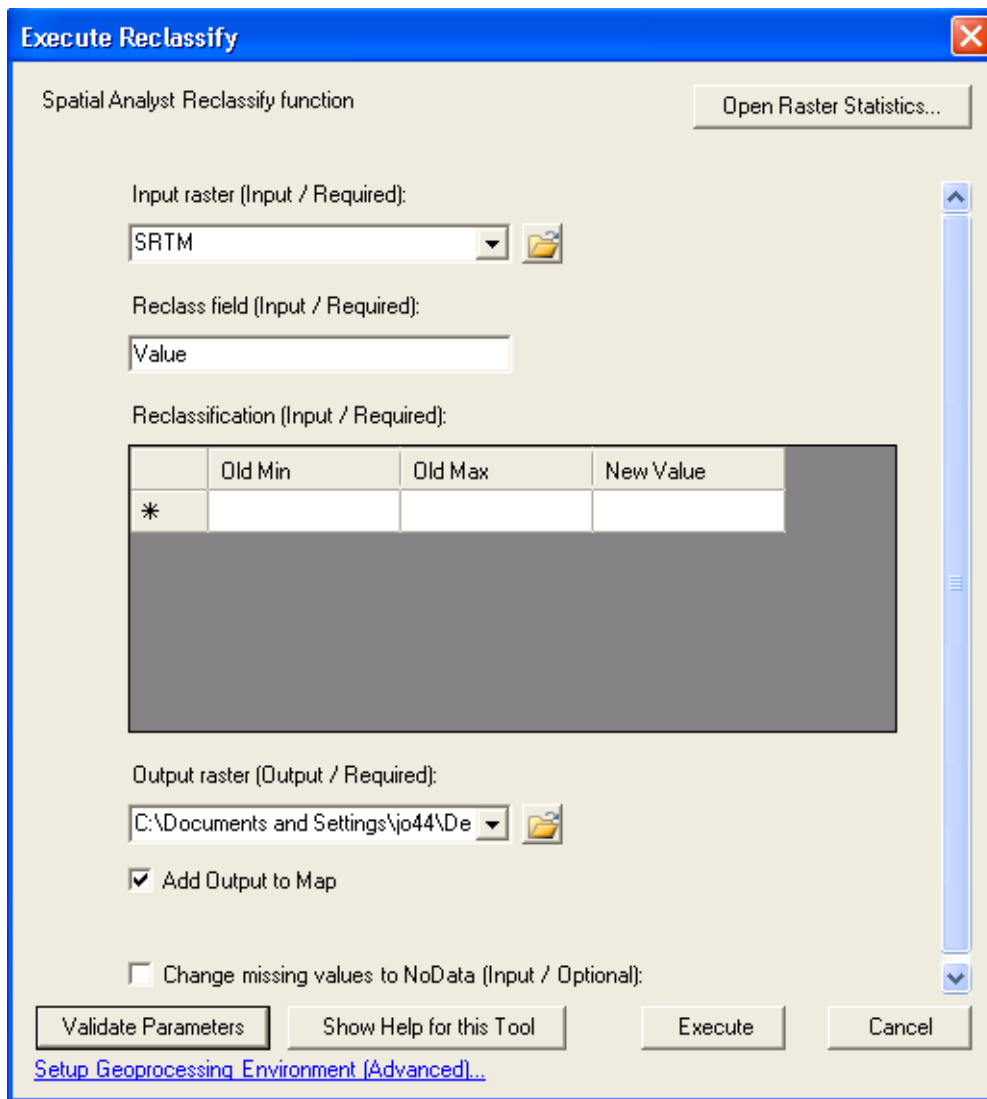 Execute Reclassify
Spatial Analyst Reclassify function
Open Raster Statistics...
Input raster (Input / Required):
SRTM
Reclass field (Input / Required):
Value
Reclassification (Input / Required):
Old Min Old Max New Value
*
Output raster (Output / Required):
C:\Documents and Settings\jo44\De
Add Output to Map
Change missing values to NoData (Input / Optional):
Validate Parameters Show Help for this Tool Execute Cancel
Setup Geoprocessing Environment (Advanced)...